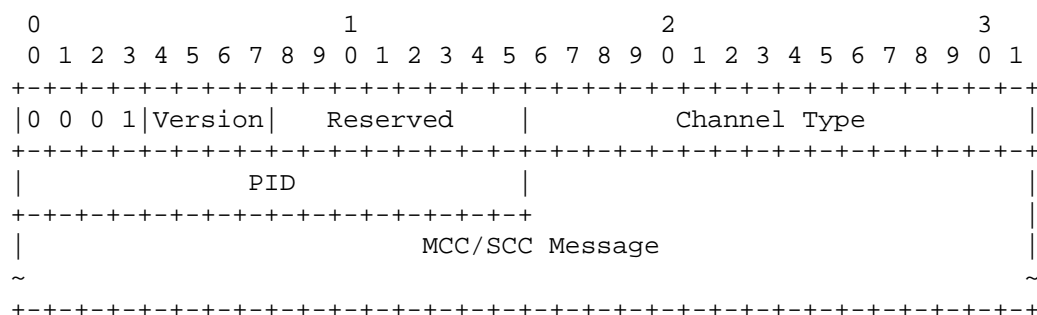 0                   1                   2                   3
 0 1 2 3 4 5 6 7 8 9 0 1 2 3 4 5 6 7 8 9 0 1 2 3 4 5 6 7 8 9 0 1
+-+-+-+-+-+-+-+-+-+-+-+-+-+-+-+-+-+-+-+-+-+-+-+-+-+-+-+-+-+-+-+-+
|0 0 0 1|Version|   Reserved    |         Channel Type          |
+-+-+-+-+-+-+-+-+-+-+-+-+-+-+-+-+-+-+-+-+-+-+-+-+-+-+-+-+-+-+-+-+
|              PID              |                               |
+-+-+-+-+-+-+-+-+-+-+-+-+-+-+-+-+                               |
|                         MCC/SCC Message                       |
~                                                               ~
+-+-+-+-+-+-+-+-+-+-+-+-+-+-+-+-+-+-+-+-+-+-+-+-+-+-+-+-+-+-+-+-+